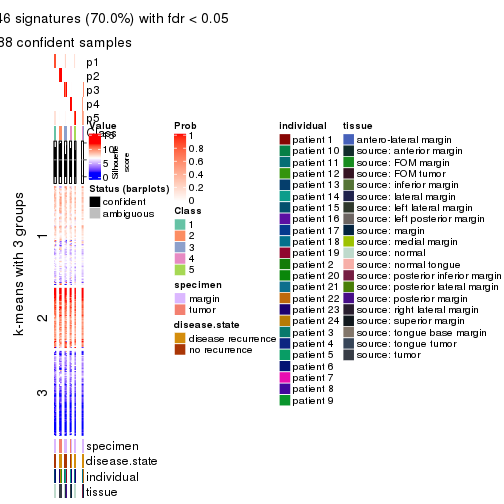 46 signatures (70.0%) with fdr < 0.05
38 confident samples
p1
p2
p3
p4
p5
Class
Silhouette score
k-means with 3 groups
1
2
3
specimen
disease.state
individual
tissue
Value
15
10
5
0
Status (barplots)
confident
ambiguous
Prob
1
0.8
0.6
0.4
0.2
0
Class
1
2
3
4
5
specimen
margin
tumor
disease.state
disease recurrence
no recurrence
individual
patient 1
patient 10
patient 11
patient 12
patient 13
patient 14
patient 15
patient 16
patient 17
patient 18
patient 19
patient 2
patient 20
patient 21
patient 22
patient 23
patient 24
patient 3
patient 4
patient 5
patient 6
patient 7
patient 8
patient 9
tissue
antero-lateral margin
source: anterior margin
source: FOM margin
source: FOM tumor
source: inferior margin
source: lateral margin
source: left lateral margin
source: left posterior margin
source: margin
source: medial margin
source: normal
source: normal tongue
source: posterior inferior margin
source: posterior lateral margin
source: posterior margin
source: right lateral margin
source: superior margin
source: tongue base margin
source: tongue tumor
source: tumor